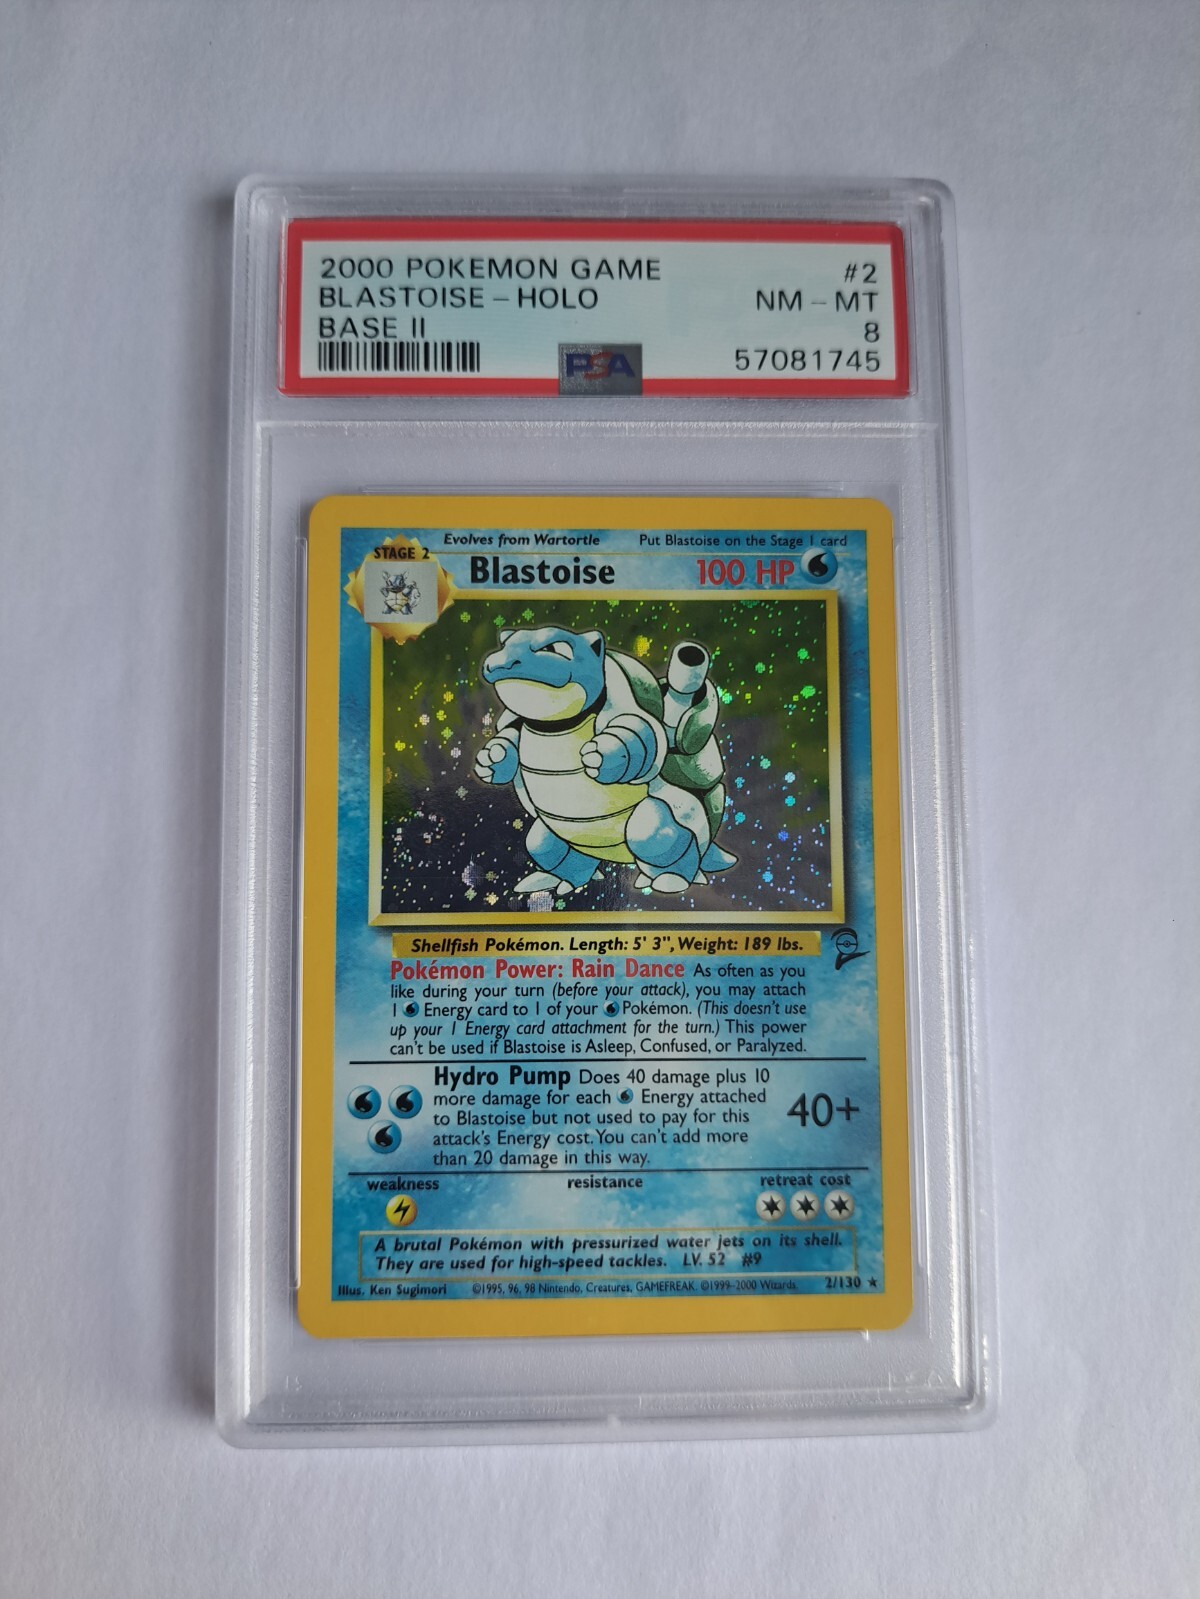 2000 POKEMON GAME #2
BLASTOISE - HOLO NM - MT
BASE II 8
PSA 57081745
Evolves from Wartortle Put Blastoise on the Stage 1 card
STAGE 2 Blastoise 100 HP
Shellfish Pokémon. Length: 5' 3", Weight: 189 lbs.
Pokémon Power: Rain Dance As often as you
like during your turn (before your attack), you may attach
1 Energy card to 1 of your Pokémon. (This doesn't use
up your 1 Energy card attachment for the turn.) This power
can't be used if Blastoise is Asleep, Confused, or Paralyzed.
Hydro Pump Does 40 damage plus 10
more damage for each Energy attached
to Blastoise but not used to pay for this
attack's Energy cost. You can't add more
than 20 damage in this way.
40+
weakness resistance retreat cost
A brutal Pokémon with pressurized water jets on its shell.
They are used for high-speed tackles. LV. 52 #9
Illus. Ken Sugimori ©1995, 96, 98 Nintendo, Creatures, GAMEFREAK. ©1999-2000 Wizards. 2/130 ★